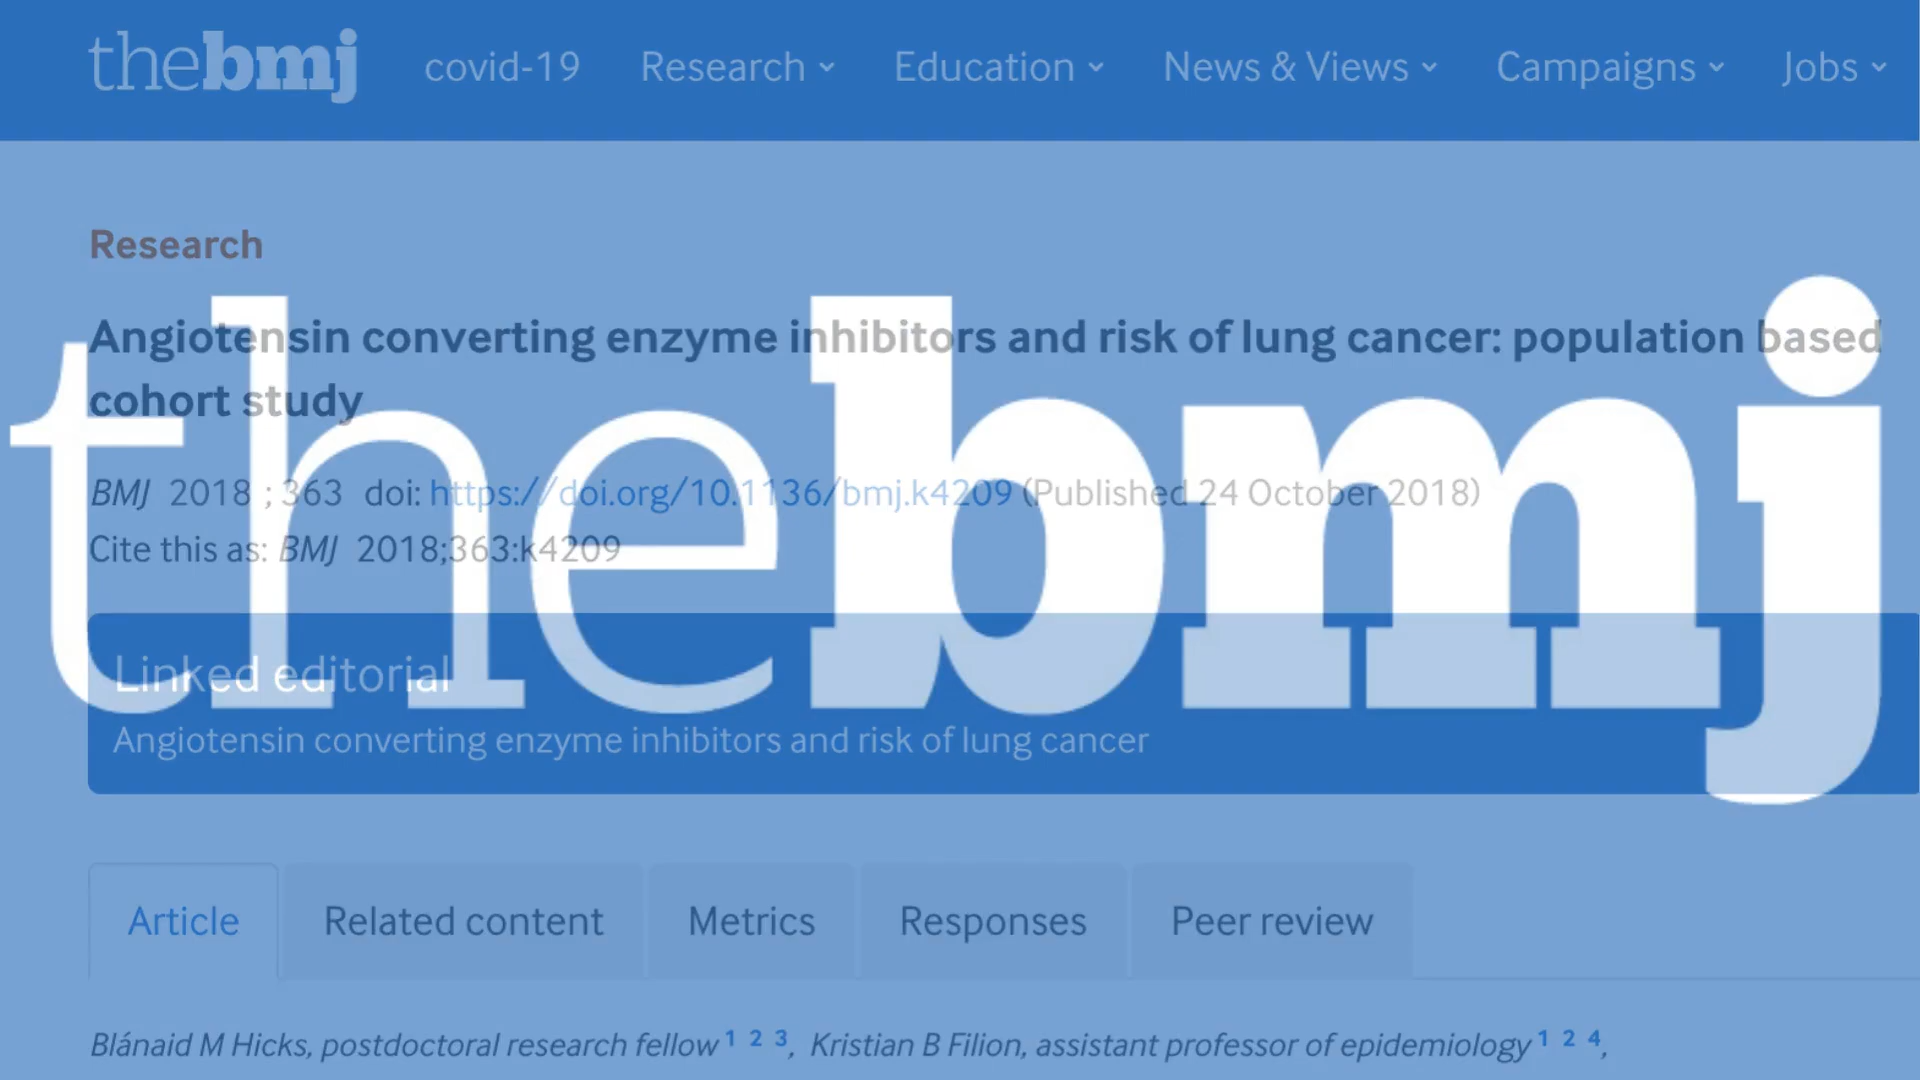 thebmj covid-19 Research Education News & Views Campaigns Jobs
Research
Angiotensin converting enzyme inhibitors and risk of lung cancer: population based
cohort study
thebmj
BMJ 2018 ; 363 doi: https://doi.org/10.1136/bmj.k4209 (Published 24 October 2018)
Cite this as: BMJ 2018;363:k4209
Linked editorial
Angiotensin converting enzyme inhibitors and risk of lung cancer
Article Related content Metrics Responses Peer review
Blánaid M Hicks, postdoctoral research fellow 1 2 3, Kristian B Filion, assistant professor of epidemiology 1 2 4,